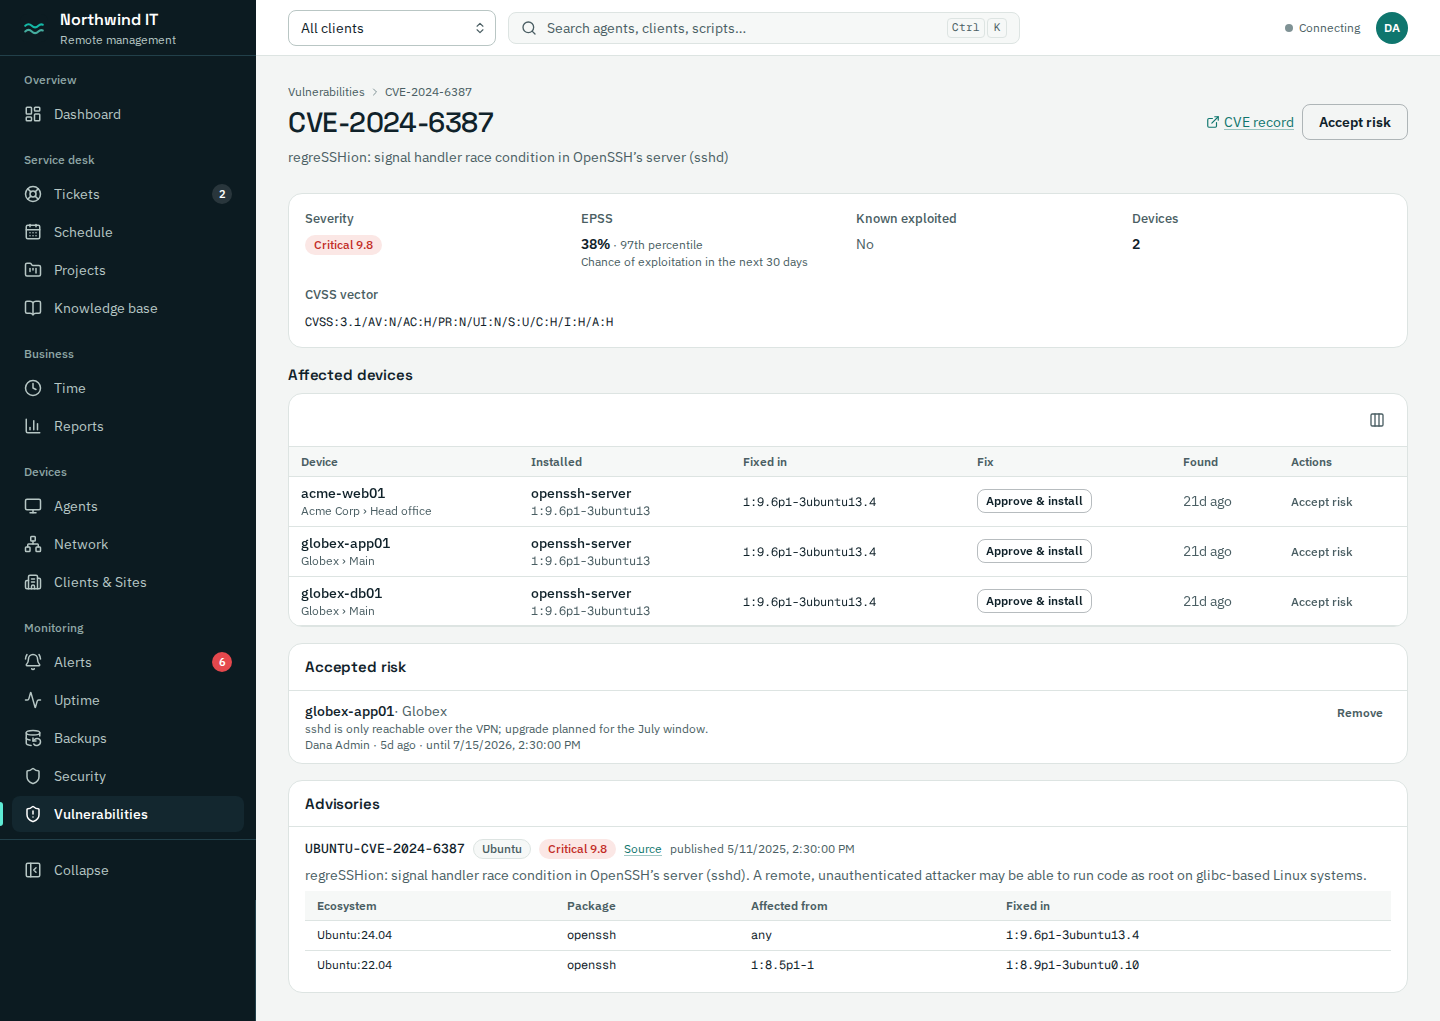 Northwind IT
Remote management
All clients
Search agents, clients, scripts...
Ctrl K
Connecting
DA
Overview
Dashboard
Service desk
Tickets 2
Schedule
Projects
Knowledge base
Business
Time
Reports
Devices
Agents
Network
Clients & Sites
Monitoring
Alerts 6
Uptime
Backups
Security
Vulnerabilities
Collapse
Vulnerabilities > CVE-2024-6387
CVE-2024-6387
CVE record
Accept risk
regreSSHion: signal handler race condition in OpenSSH's server (sshd)
Severity EPSS Known exploited Devices
Critical 9.8 38% · 97th percentile No 2
Chance of exploitation in the next 30 days
CVSS vector
CVSS:3.1/AV:N/AC:H/PR:N/UI:N/S:U/C:H/I:H/A:H
Affected devices
Device Installed Fixed in Fix Found Actions
acme-web01 openssh-server 1:9.6p1-3ubuntu13.4 Approve & install 21d ago Accept risk
Acme Corp › Head office 1:9.6p1-3ubuntu13
globex-app01 openssh-server 1:9.6p1-3ubuntu13.4 Approve & install 21d ago Accept risk
Globex › Main 1:9.6p1-3ubuntu13
globex-db01 openssh-server 1:9.6p1-3ubuntu13.4 Approve & install 21d ago Accept risk
Globex › Main 1:9.6p1-3ubuntu13
Accepted risk
globex-app01· Globex
Remove
sshd is only reachable over the VPN; upgrade planned for the July window.
Dana Admin · 5d ago · until 7/15/2026, 2:30:00 PM
Advisories
UBUNTU-CVE-2024-6387 Ubuntu Critical 9.8 Source published 5/11/2025, 2:30:00 PM
regreSSHion: signal handler race condition in OpenSSH's server (sshd). A remote, unauthenticated attacker may be able to run code as root on glibc-based Linux systems.
Ecosystem Package Affected from Fixed in
Ubuntu:24.04 openssh any 1:9.6p1-3ubuntu13.4
Ubuntu:22.04 openssh 1:8.5p1-1 1:8.9p1-3ubuntu0.10